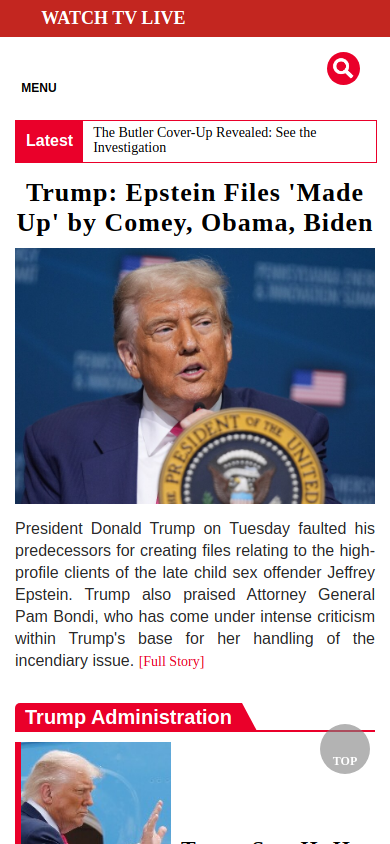 WATCH TV LIVE
MENU
Latest
The Butler Cover-Up Revealed: See the
Investigation
Trump: Epstein Files 'Made
Up' by Comey, Obama, Biden
PENNSYLVANIA ENERGY
& INNOVATION SUMMIT
PRESIDENT OF THE UNITED
President Donald Trump on Tuesday faulted his
predecessors for creating files relating to the high-
profile clients of the late child sex offender Jeffrey
Epstein. Trump also praised Attorney General
Pam Bondi, who has come under intense criticism
within Trump's base for her handling of the
incendiary issue. [Full Story]
Trump Administration
TOP